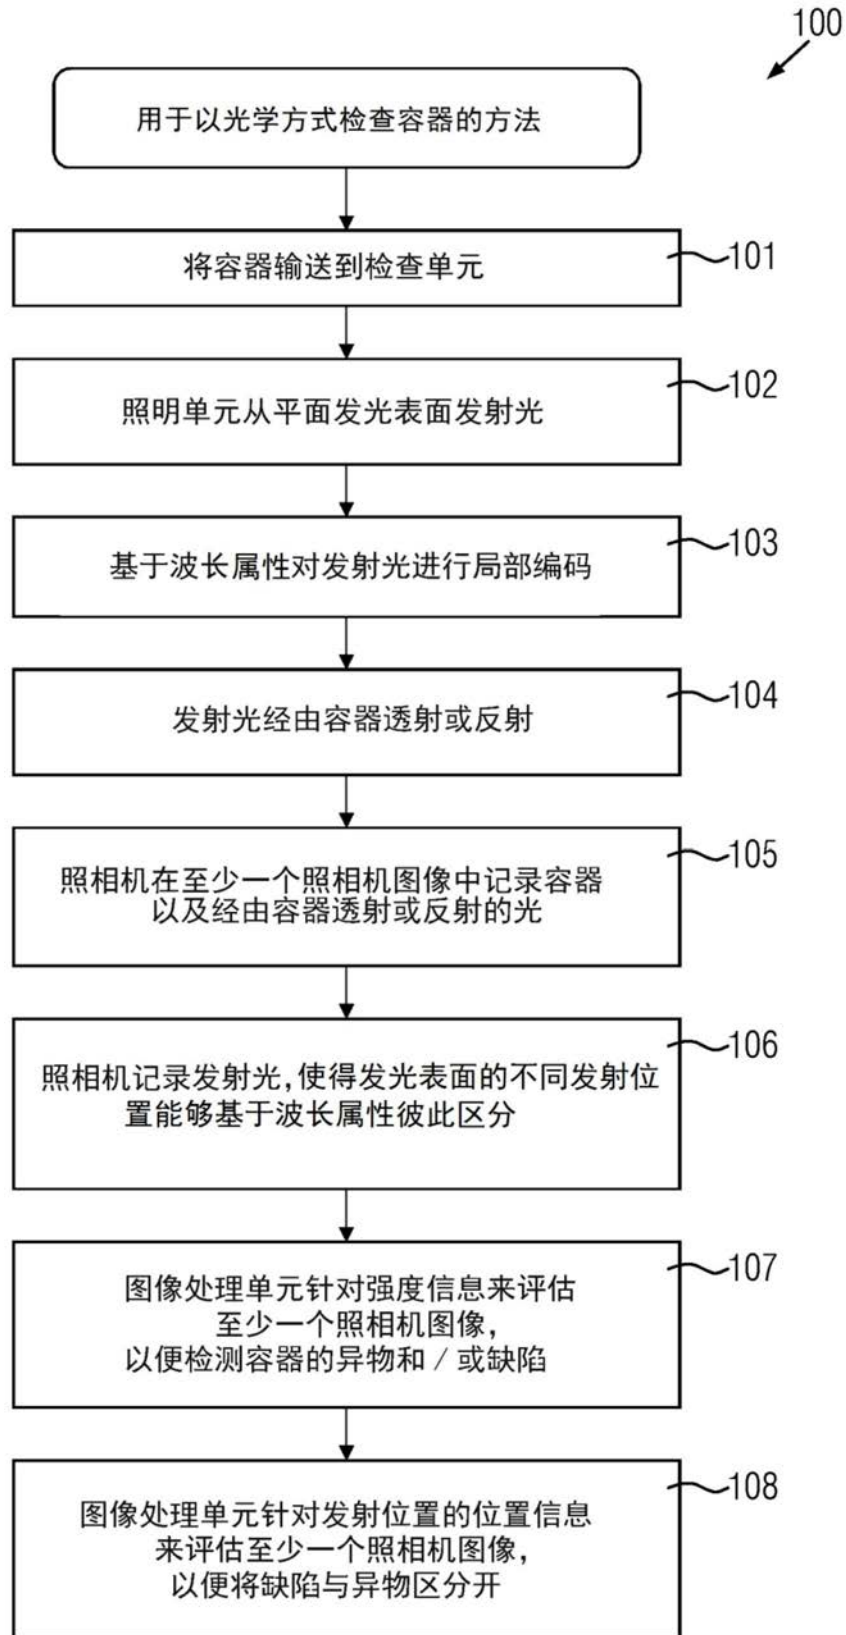 100
用于以光学方式检查容器的方法
将容器输送到检查单元
101
照明单元从平面发光表面发射光
102
基于波长属性对发射光进行局部编码
103
发射光经由容器透射或反射
104
照相机在至少一个照相机图像中记录容器
以及经由容器透射或反射的光
105
照相机记录发射光,使得发光表面的不同发射位
置能够基于波长属性彼此区分
106
图像处理单元针对强度信息来评估
至少一个照相机图像,
以便检测容器的异物和/或缺陷
107
图像处理单元针对发射位置的位置信息
来评估至少一个照相机图像,
以便将缺陷与异物区分开
108